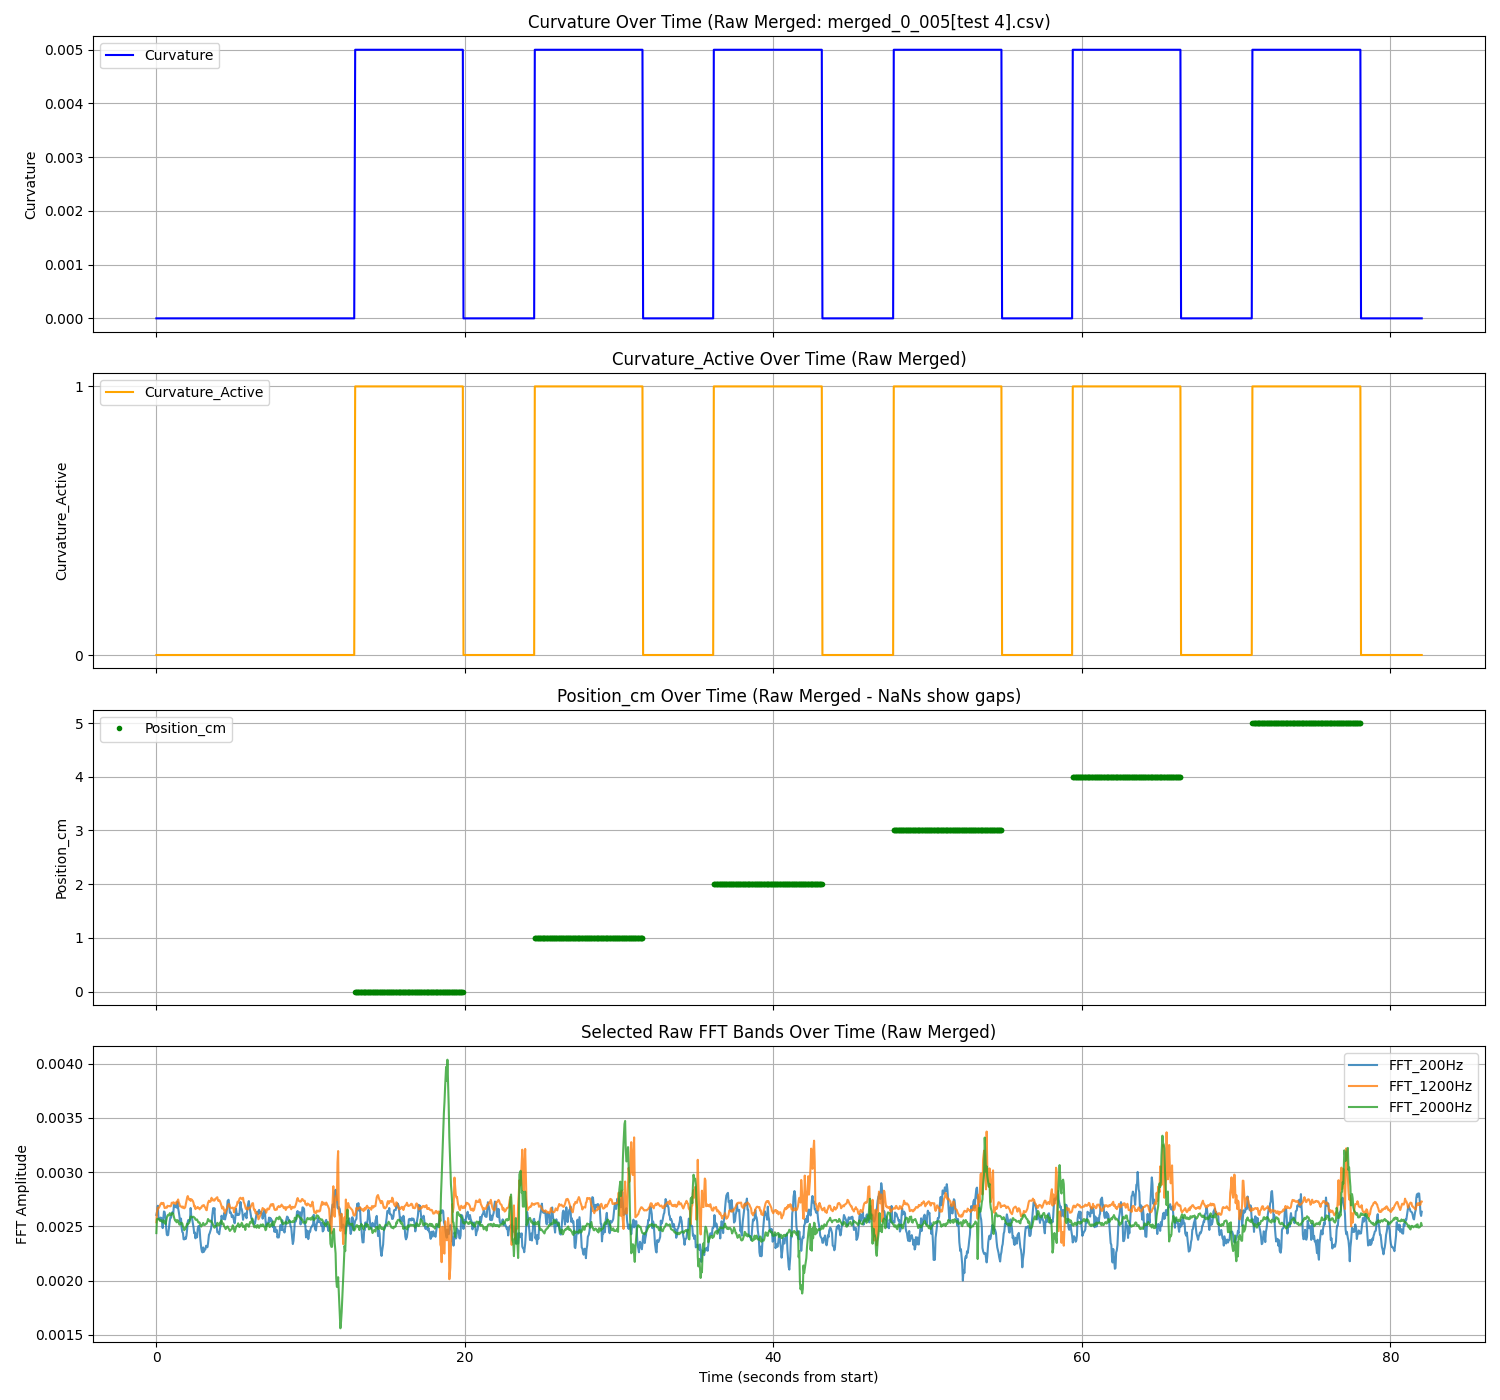 Curvature Over Time (Raw Merged: merged_0_005[test 4].csv)
Curvature
0.005
0.004
0.003
0.002
0.001
0.000
Curvature
Curvature_Active Over Time (Raw Merged)
Curvature_Active
1
0
Curvature_Active
Position_cm Over Time (Raw Merged - NaNs show gaps)
Position_cm
5
4
3
2
1
0
Position_cm
Selected Raw FFT Bands Over Time (Raw Merged)
FFT_200Hz
FFT_1200Hz
FFT_2000Hz
0.0040
0.0035
0.0030
0.0025
0.0020
0.0015
FFT Amplitude
0 20 40 60 80
Time (seconds from start)